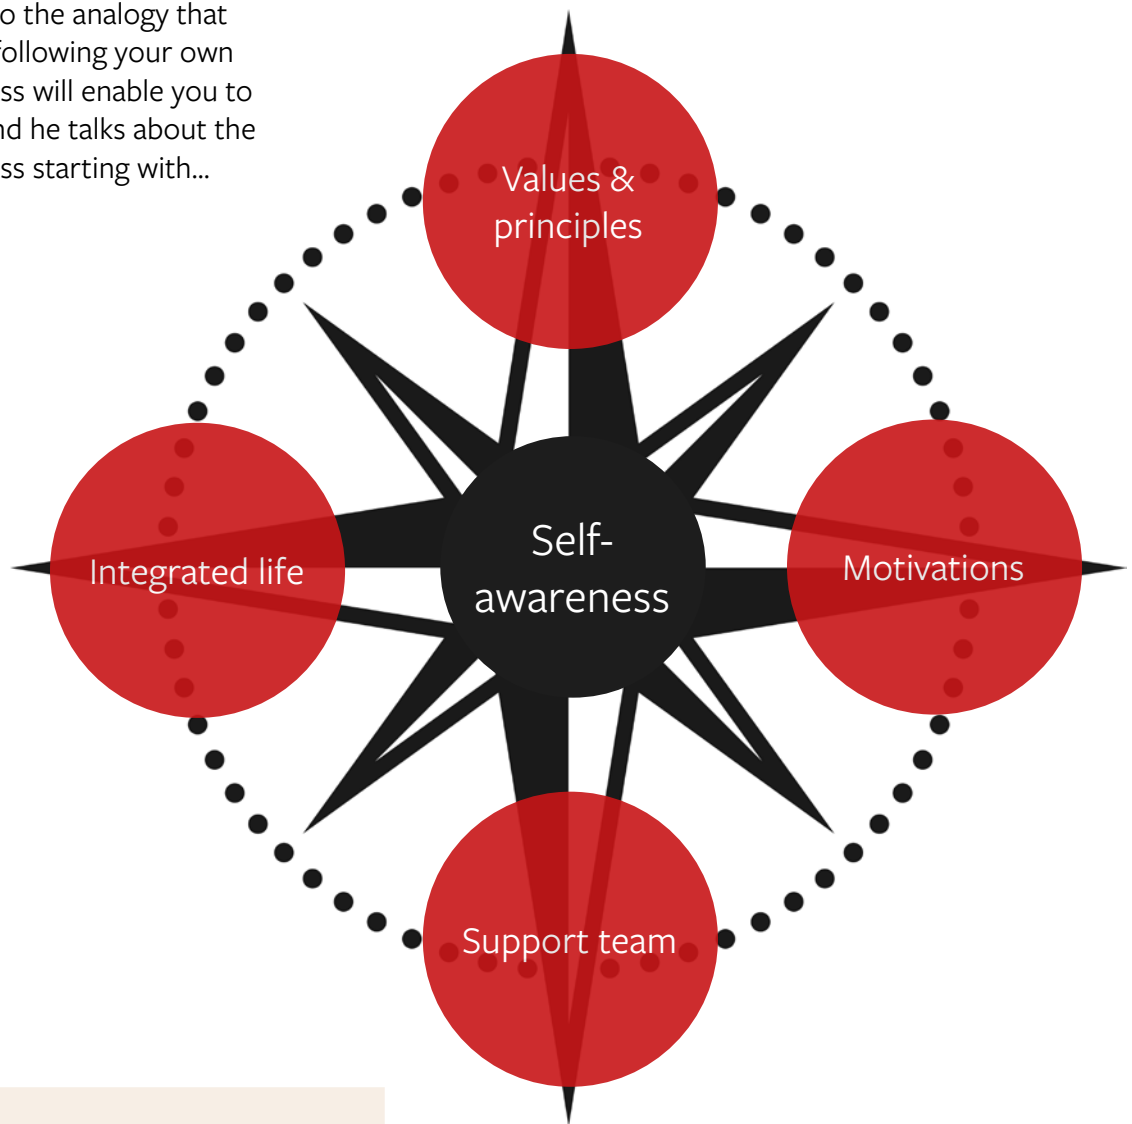 o the analogy that
following your own
ss will enable you to
nd he talks about the
ss starting with...
Values &
principles
Integrated life
Self-
awareness
Motivations
Support team